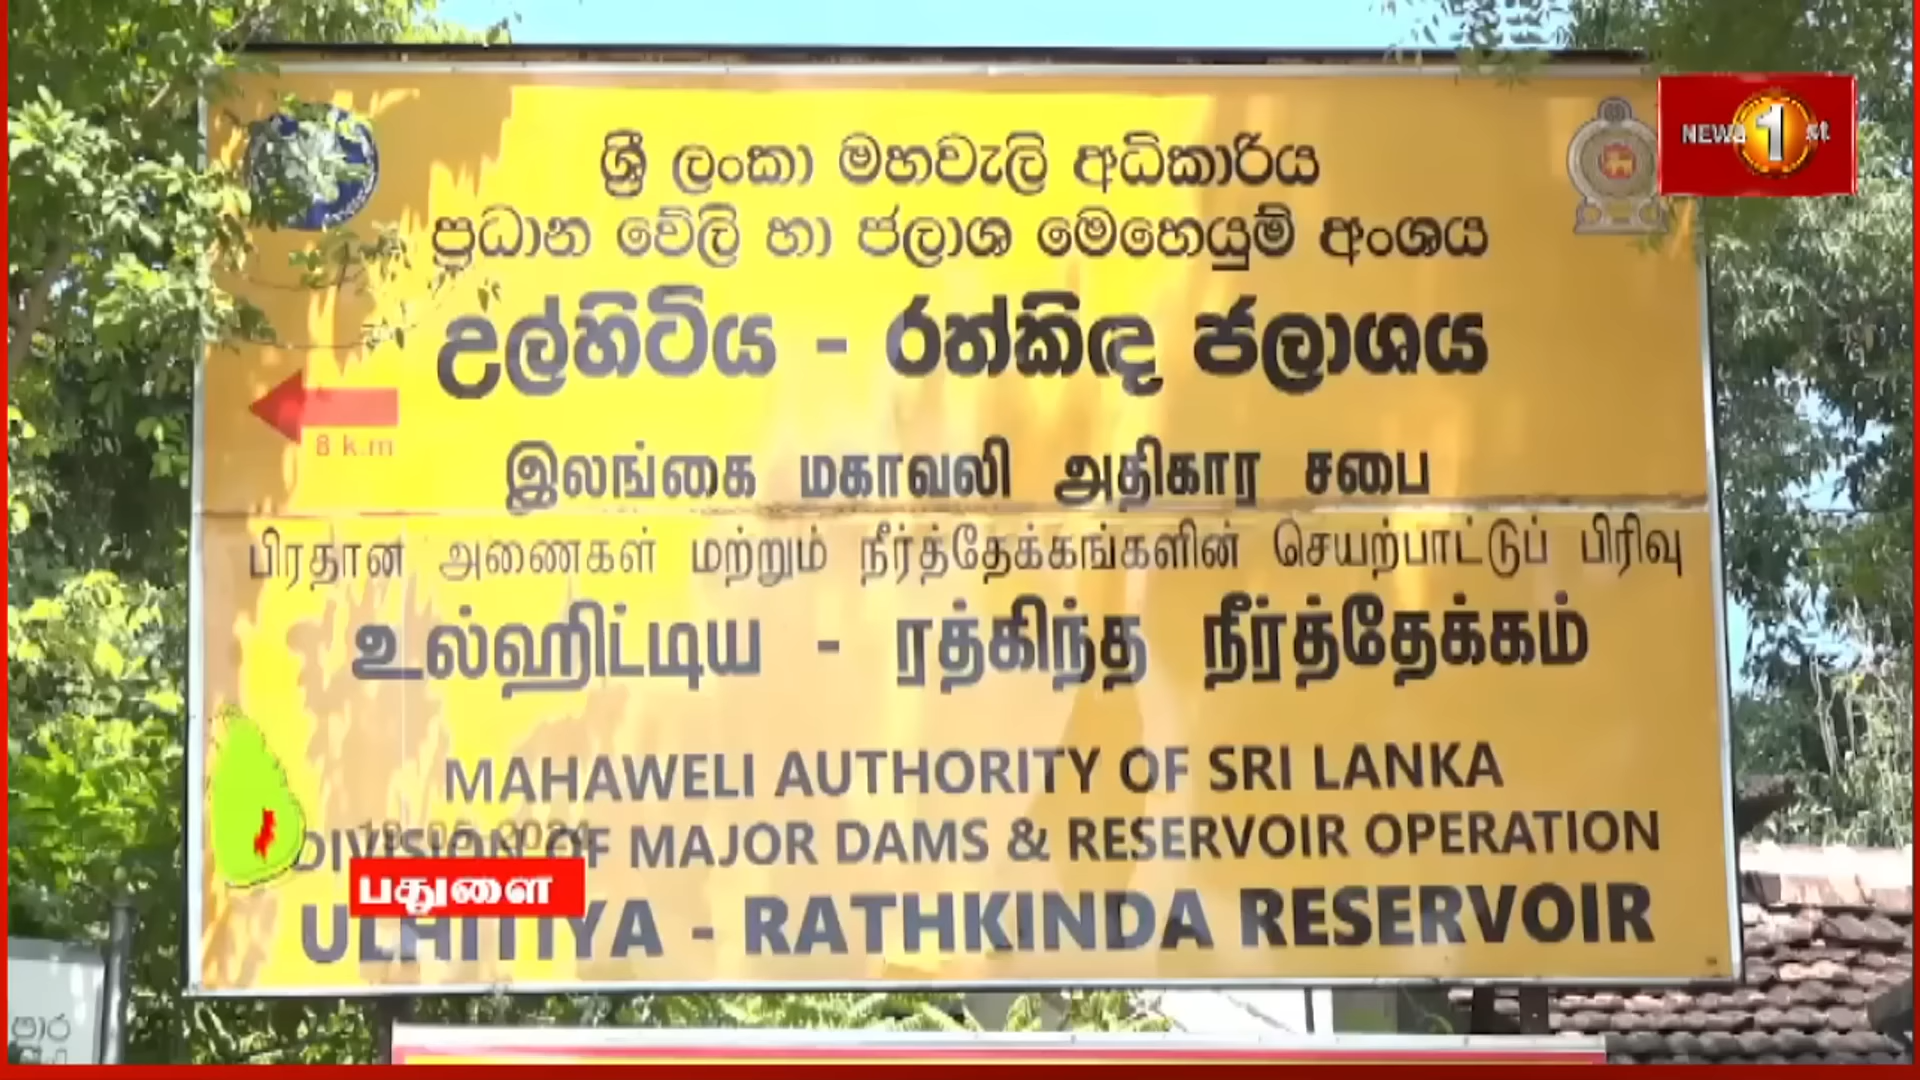 ශ්‍රී ලංකා මහවැලි අධිකාරිය
ප්‍රධාන වේලි හා ජලාශ මෙහෙයුම් අංශය
උල්හිටිය - රත්කිඳ ජලාශය
8 k.m
இலங்கை மகாவலி அதிகார சபை
பிரதான அணைகள் மற்றும் நீர்த்தேக்கங்களின் செயற்பாட்டுப் பிரிவு
உல்ஹிட்டிய - ரத்கிந்த நீர்த்தேக்கம்
MAHAWELI AUTHORITY OF SRI LANKA
DIVISION OF MAJOR DAMS & RESERVOIR OPERATION
ULHITIYA - RATHKINDA RESERVOIR
NEWS 1st
பதுளை